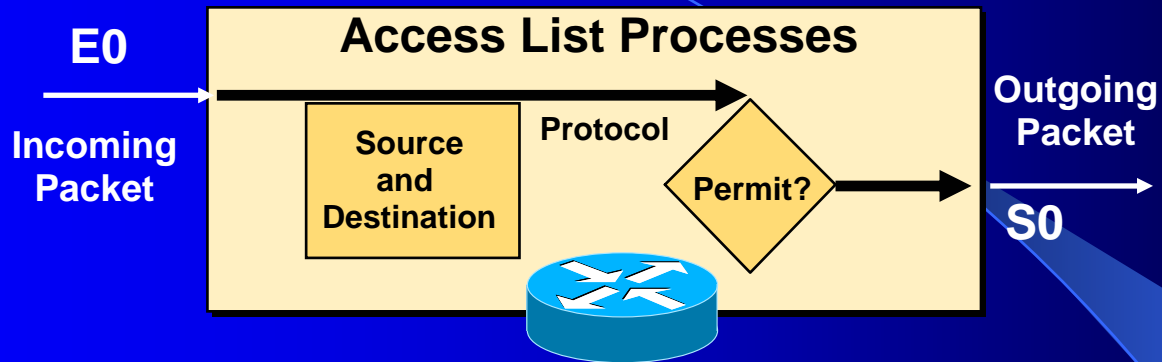 Access List Processes
E0
Incoming
Packet
Source
and
Destination
Protocol
Permit?
Outgoing
Packet
S0